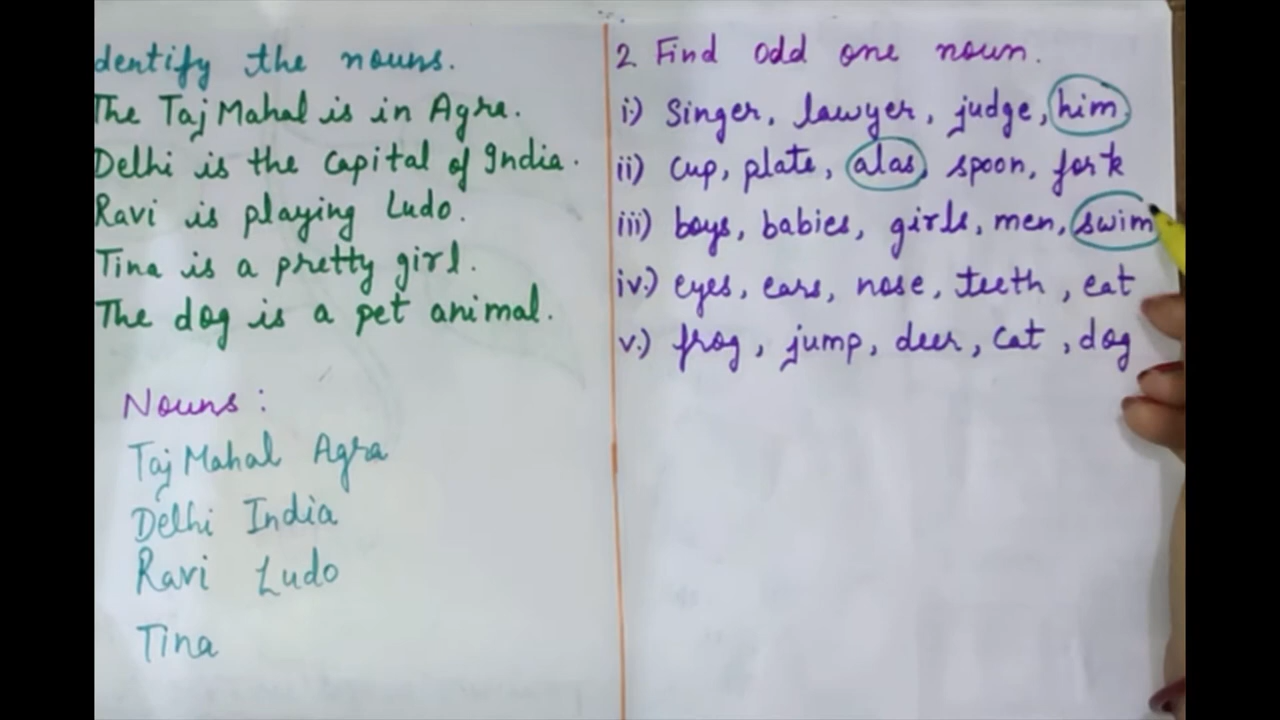 dentify the nouns.
The Taj Mahal is in Agra.
Delhi is the capital of India.
Ravi is playing Ludo.
Tina is a pretty girl.
The dog is a pet animal.
Nouns :
Taj Mahal Agra
Delhi India
Ravi Ludo
Tina
2 Find odd one noun.
i) Singer, lawyer, judge, him
ii) Cup, plate, alas, spoon, fork
iii) boys, babies, girls, men, swim
iv.) eyes, ears, nose, teeth, eat
v.) frog, jump, deer, cat, dog